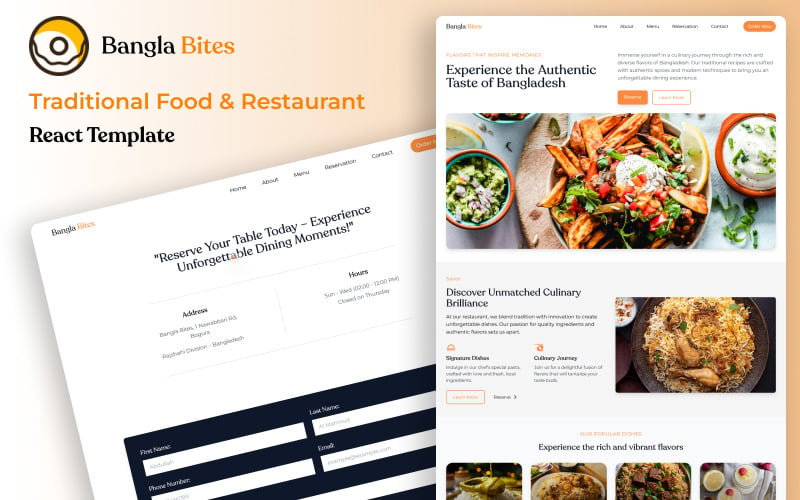 Bangla Bites
Traditional Food & Restaurant
React Template
Home
About
Menu
Reservation
Contact
Bangla Bites
"Reserve Your Table Today – Experience
Unforgettable Dining Moments!"
Address
Bangla Bites, 1 Nawabbari Rd,
Bogura
Rajshahi Division - Bangladesh
Hours
Sun - Wed (02:00 - 12:00 PM)
Closed on Thursday
First Name:
Abdullah
Last Name:
Al Mahmud
Phone Number:
Email:
Bangla Bites
Home
About
Menu
Reservation
Contact
Order Now
FLAVORS THAT INSPIRE MEMORIES
Experience the Authentic
Taste of Bangladesh
Immerse yourself in a culinary journey through the rich and
diverse flavors of Bangladesh. Our traditional recipes are crafted
with authentic spices and modern techniques to bring you an
unforgettable dining experience.
Reserve
Learn More
Savor
Discover Unmatched Culinary
Brilliance
At our restaurant, we blend tradition with innovation to create
unforgettable dishes. Our passion for quality ingredients and
authentic flavors sets us apart.
Signature Dishes
Indulge in our chef's special pasta,
crafted with love and fresh, local
ingredients.
Culinary Journey
Join us for a delightful fusion of
flavors that will tantalise your
taste buds.
Learn More
Reserve
OUR POPULAR DISHES
Experience the rich and vibrant flavors